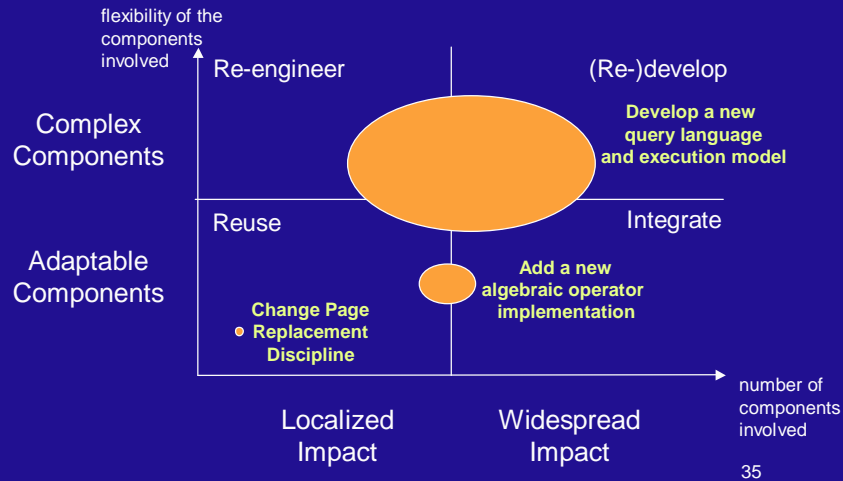 flexibility of the
components
involved
Re-engineer
(Re-)develop
Complex
Components
Develop a new
query language
and execution model
Reuse
Integrate
Adaptable
Components
Add a new
algebraic operator
implementation
Change Page
Replacement
Discipline
number of
components
involved
Localized
Impact
Widespread
Impact
35